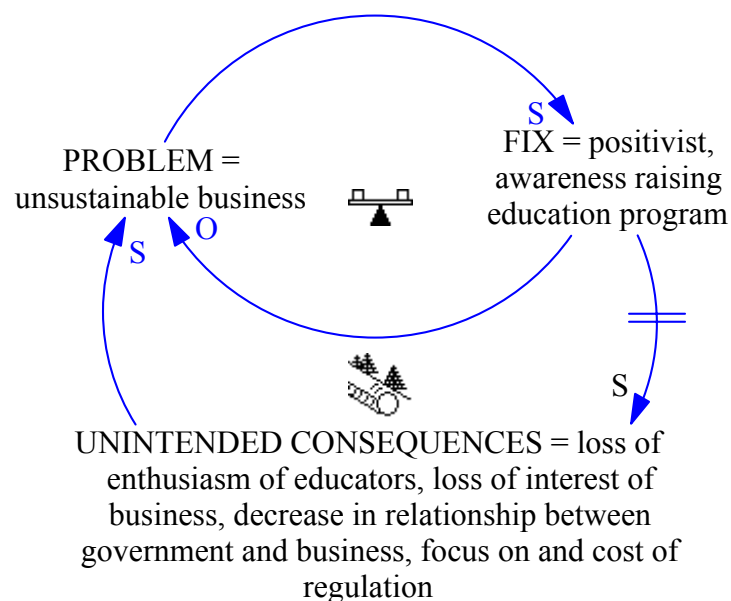 S
PROBLEM =
unsustainable business
FIX = positivist,
awareness raising
education program
O
S
S
UNINTENDED CONSEQUENCES = loss of
enthusiasm of educators, loss of interest of
business, decrease in relationship between
government and business, focus on and cost of
regulation